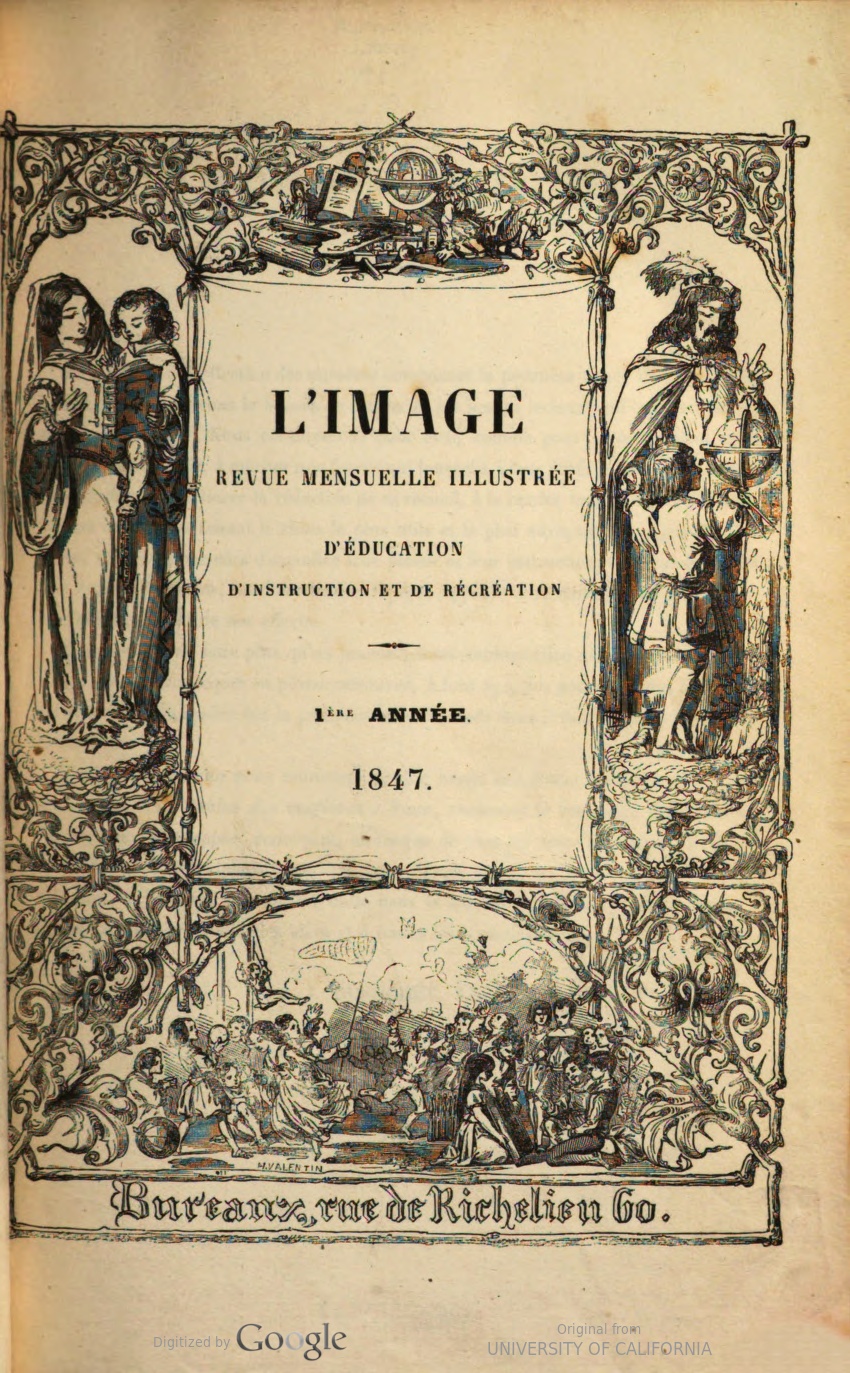 L'IMAGE
REVUE MENSUELLE ILLUSTRÉE
D'ÉDUCATION
D'INSTRUCTION ET DE RÉCRÉATION
1ÈRE ANNÉE.
1847.
H.VALENTIN
Bureaux, rue de Richelieu 60.
Digitized by Google
Original from
UNIVERSITY OF CALIFORNIA